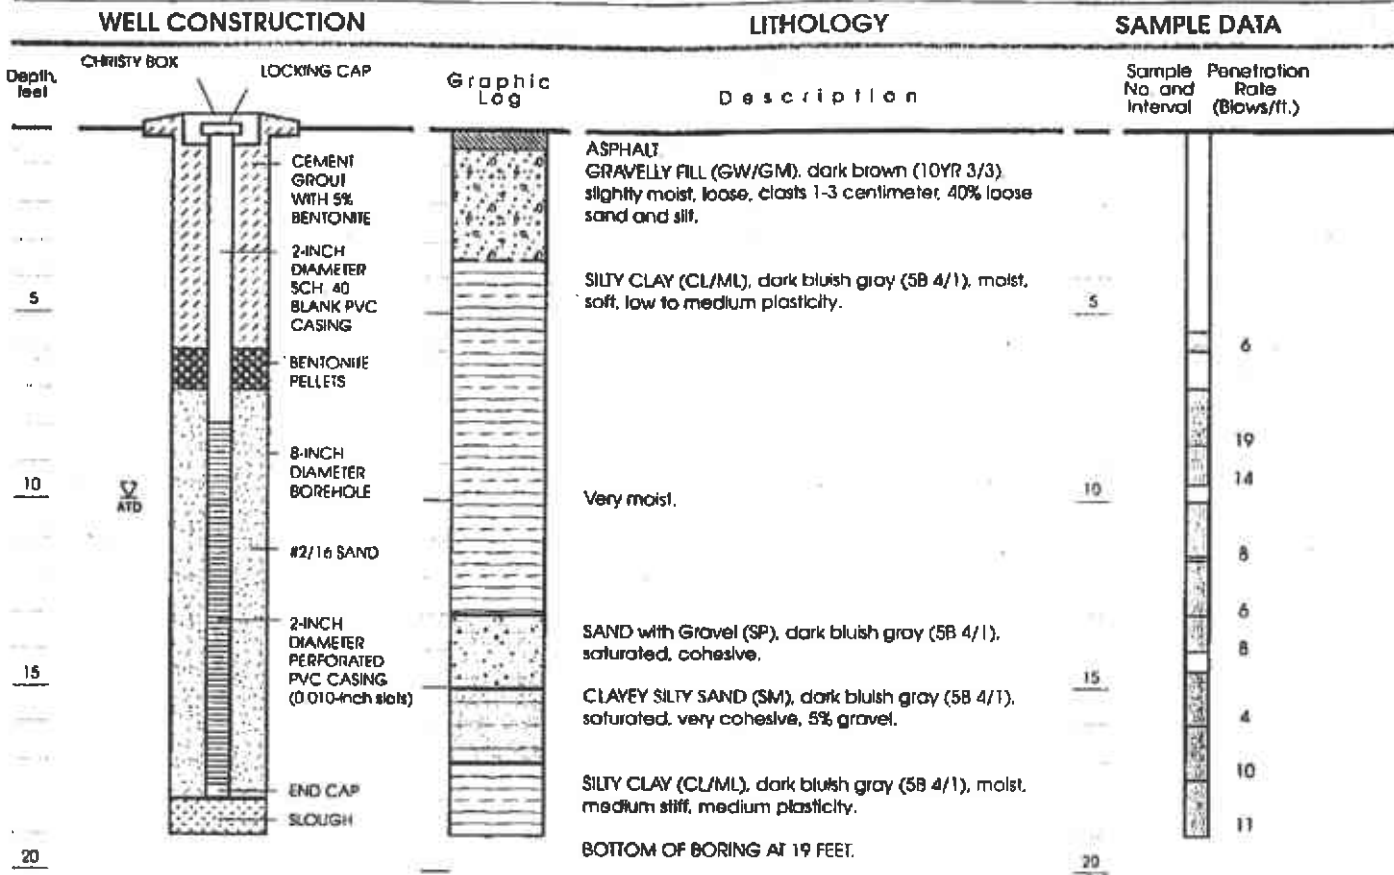 WELL CONSTRUCTION
LITHOLOGY
SAMPLE DATA
Depth, feet
CHRISTY BOX
LOCKING CAP
Graphic
Log
Description
Sample
No. and
Interval
Penetration
Rate
(Blows/ft.)
CEMENT
GROUT
WITH 5%
BENTONITE
2-INCH
DIAMETER
SCH. 40
BLANK PVC
CASING
BENTONITE
PELLETS
8-INCH
DIAMETER
BOREHOLE
#2/16 SAND
2-INCH
DIAMETER
PERFORATED
PVC CASING
(0.010-inch slots)
END CAP
SLOUGH
5
10
15
20
ATD
ASPHALT
GRAVELLY FILL (GW/GM), dark brown (10YR 3/3)
slightly moist, loose, clasts 1-3 centimeter, 40% loose
sand and silt.
SILTY CLAY (CL/ML), dark bluish gray (5B 4/1), moist,
soft, low to medium plasticity.
Very moist.
SAND with Gravel (SP), dark bluish gray (5B 4/1),
saturated, cohesive.
CLAYEY SILTY SAND (SM), dark bluish gray (5B 4/1),
saturated, very cohesive, 5% gravel.
SILTY CLAY (CL/ML), dark bluish gray (5B 4/1), moist,
medium stiff, medium plasticity.
BOTTOM OF BORING AT 19 FEET.
5
10
15
20
6
19
14
8
6
8
4
10
11